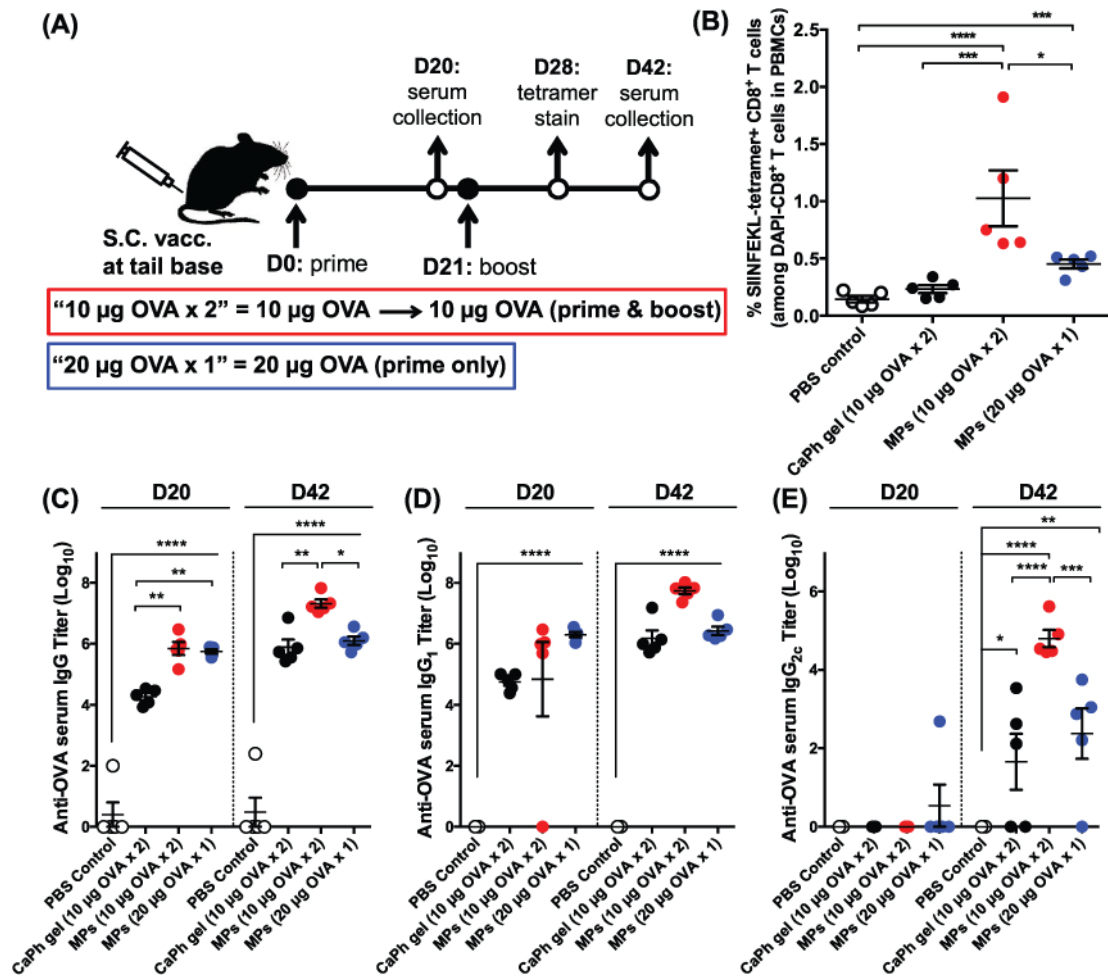 (A)
D20:
serum
collection
D28:
tetramer
stain
D42:
serum
collection
S.C. vacc.
at tail base
D0: prime
D21: boost
"10 µg OVA x 2" = 10 µg OVA → 10 µg OVA (prime & boost)
"20 µg OVA x 1" = 20 µg OVA (prime only)
(B)
% SIINFEKL-tetramer+ CD8+ T cells
(among DAPI-CD8+ T cells in PBMCs)
2.5
2.0
1.5
1.0
0.5
0.0
***
****
***
*
PBS control
CaPh gel (10 µg OVA x 2)
MPs (10 µg OVA x 2)
MPs (20 µg OVA x 1)
(C)
D20
D42
Anti-OVA serum IgG Titer (Log10)
8
6
4
2
0
****
**
**
****
**
*
PBS Control
CaPh gel (10 µg OVA x 2)
MPs (10 µg OVA x 2)
MPs (20 µg OVA x 1)
PBS Control
CaPh gel (10 µg OVA x 2)
MPs (10 µg OVA x 2)
MPs (20 µg OVA x 1)
(D)
D20
D42
Anti-OVA serum IgG1 Titer (Log10)
8
6
4
2
0
****
****
PBS Control
CaPh gel (10 µg OVA x 2)
MPs (10 µg OVA x 2)
MPs (20 µg OVA x 1)
PBS Control
CaPh gel (10 µg OVA x 2)
MPs (10 µg OVA x 2)
MPs (20 µg OVA x 1)
(E)
D20
D42
Anti-OVA serum IgG2c Titer (Log10)
6
4
2
0
**
****
****
***
*
PBS Control
CaPh gel (10 µg OVA x 2)
MPs (10 µg OVA x 2)
MPs (20 µg OVA x 1)
PBS Control
CaPh gel (10 µg OVA x 2)
MPs (10 µg OVA x 2)
MPs (20 µg OVA x 1)